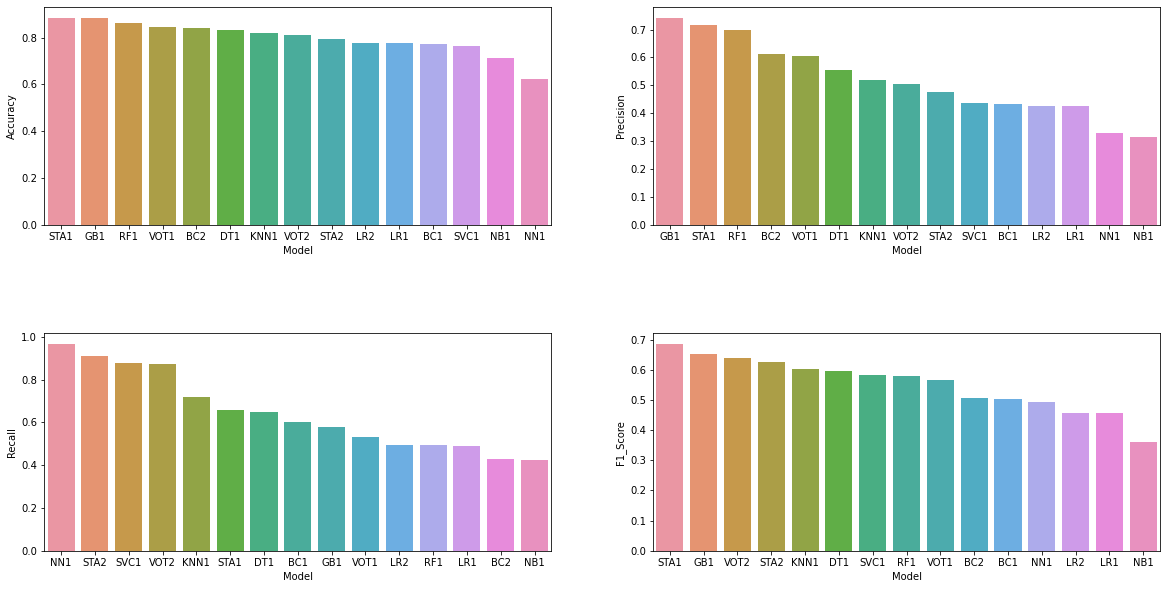 Accuracy
0.8
0.6
0.4
0.2
0.0
STA1 GB1 RF1 VOT1 BC2 DT1 KNN1 VOT2 STA2 LR2 LR1 BC1 SVC1 NB1 NN1
Model
Precision
0.7
0.6
0.5
0.4
0.3
0.2
0.1
0.0
GB1 STA1 RF1 BC2 VOT1 DT1 KNN1 VOT2 STA2 SVC1 BC1 LR2 LR1 NN1 NB1
Model
Recall
1.0
0.8
0.6
0.4
0.2
0.0
NN1 STA2 SVC1 VOT2 KNN1 STA1 DT1 BC1 GB1 VOT1 LR2 RF1 LR1 BC2 NB1
Model
F1_Score
0.7
0.6
0.5
0.4
0.3
0.2
0.1
0.0
STA1 GB1 VOT2 STA2 KNN1 DT1 SVC1 RF1 VOT1 BC2 BC1 NN1 LR2 LR1 NB1
Model